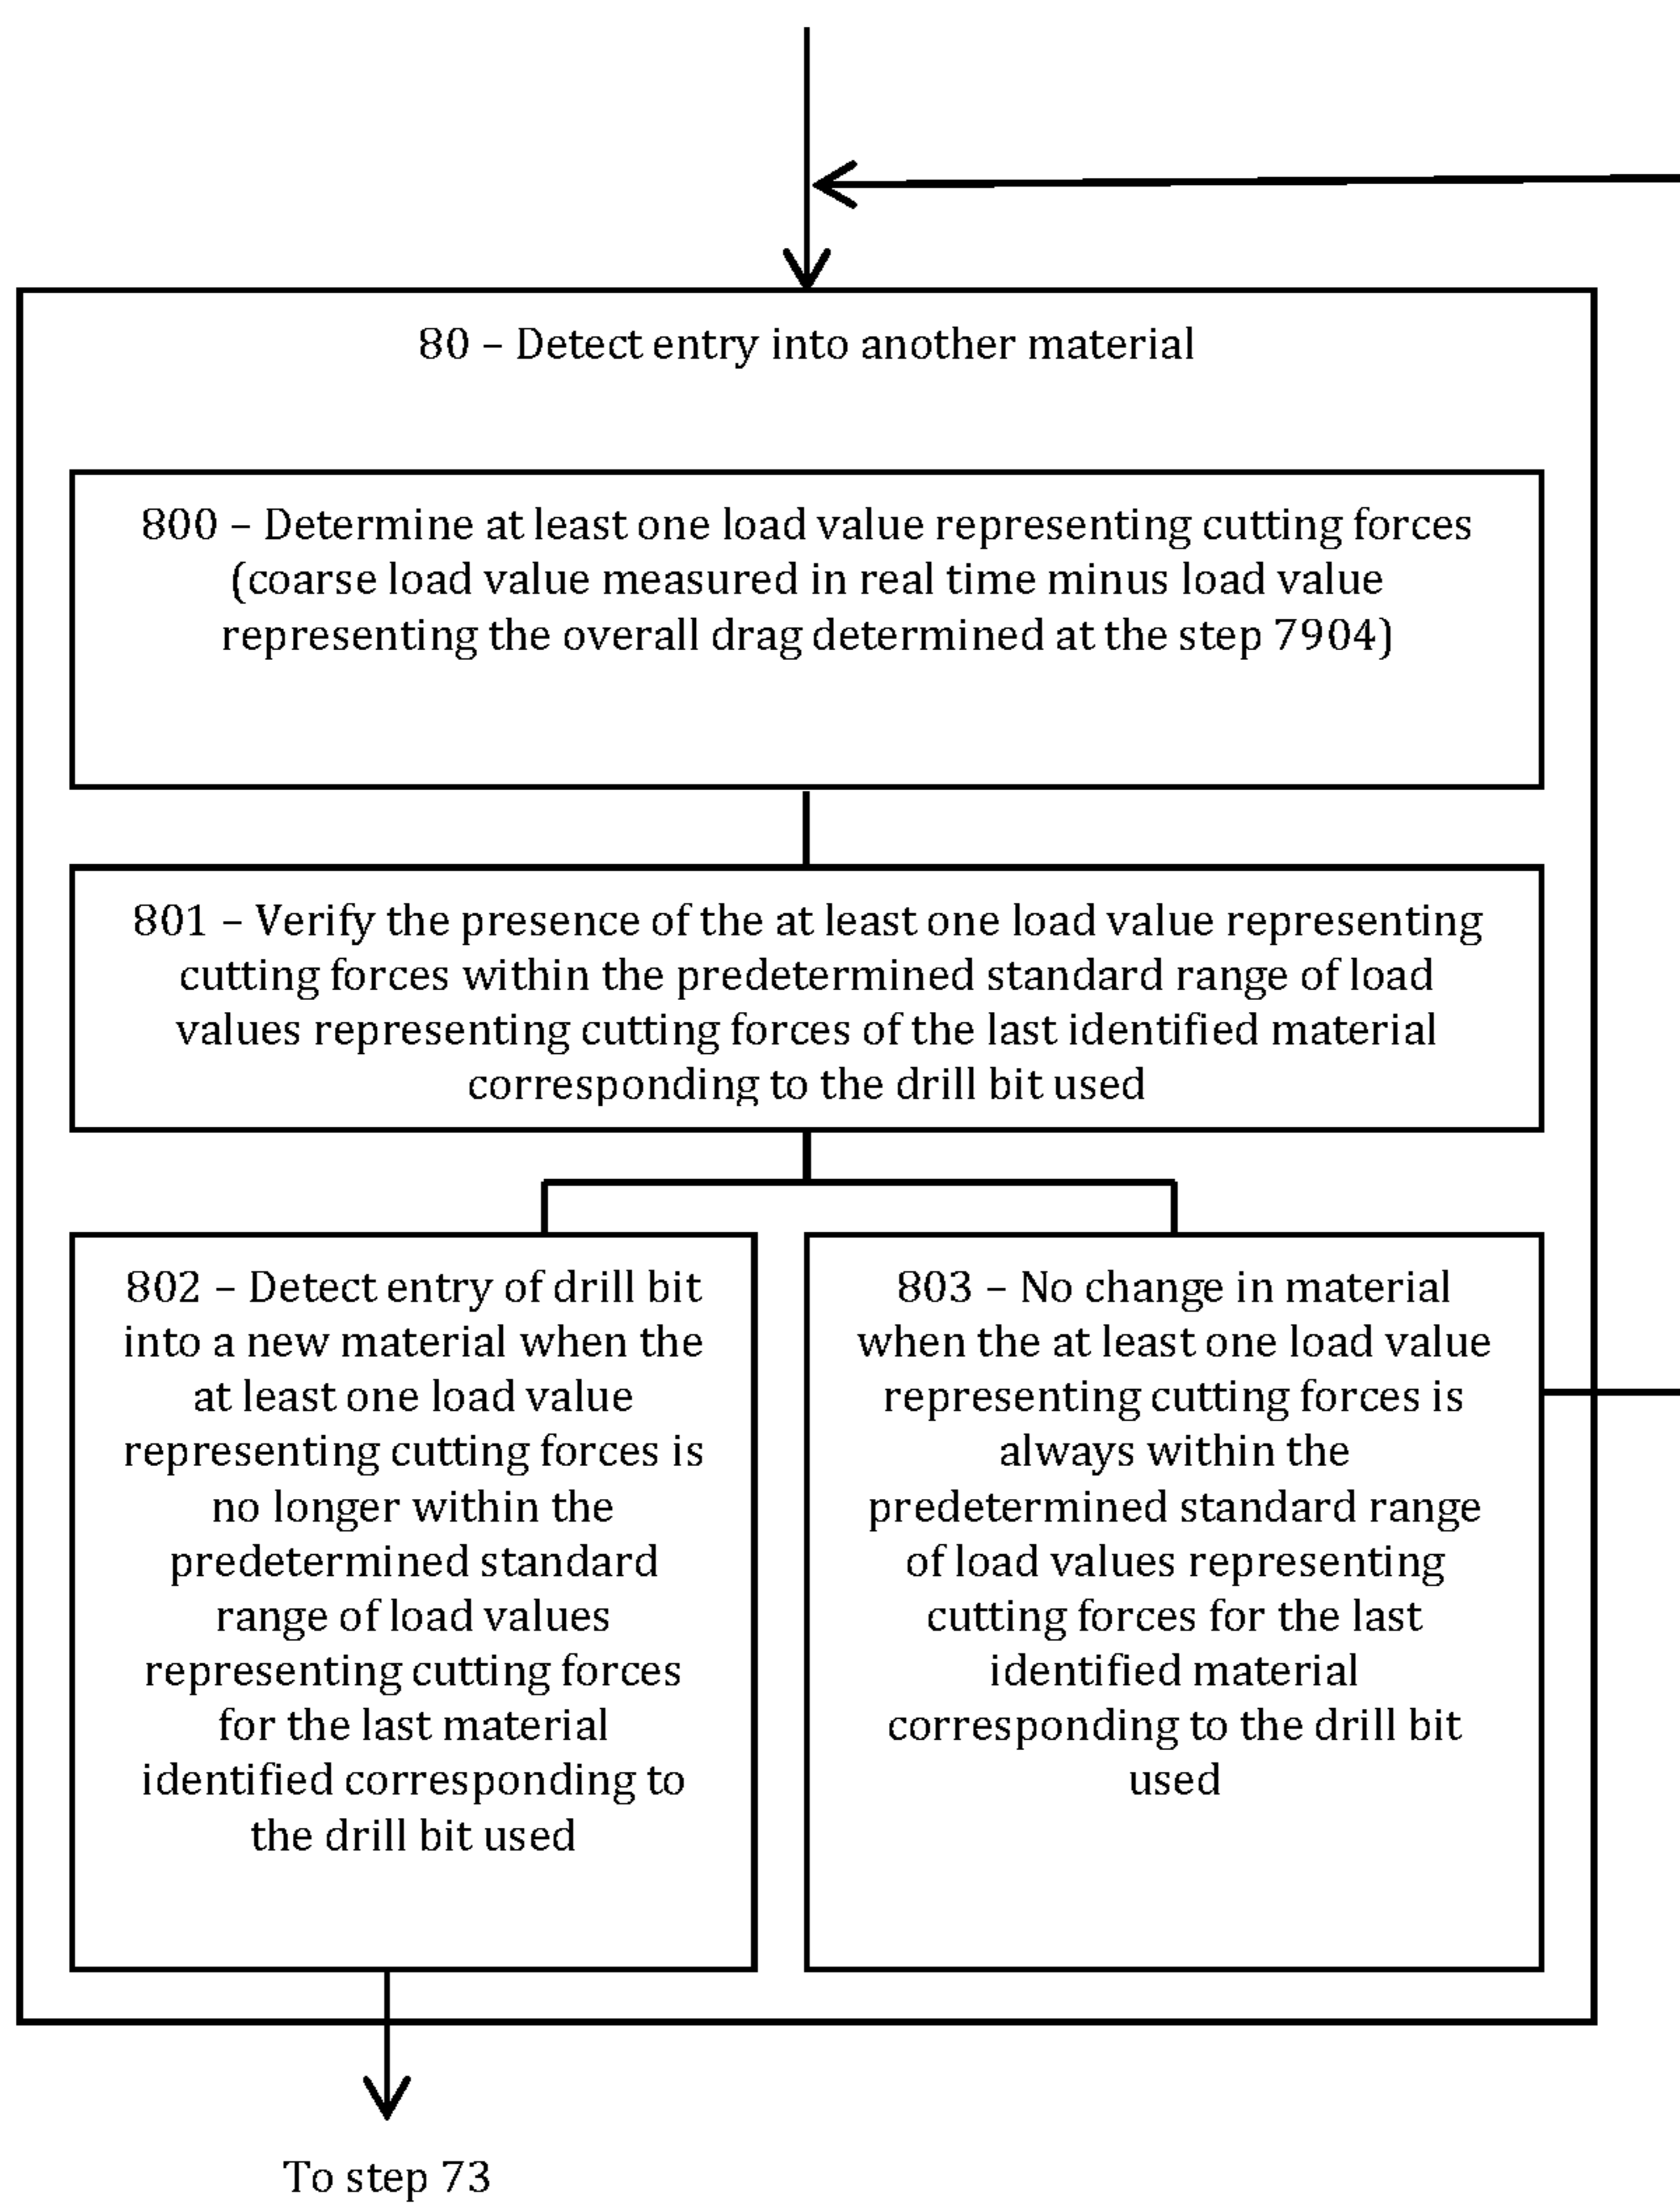 80 – Detect entry into another material
800 – Determine at least one load value representing cutting forces
(coarse load value measured in real time minus load value
representing the overall drag determined at the step 7904)
801 – Verify the presence of the at least one load value representing
cutting forces within the predetermined standard range of load
values representing cutting forces of the last identified material
corresponding to the drill bit used
802 – Detect entry of drill bit
into a new material when the
at least one load value
representing cutting forces is
no longer within the
predetermined standard
range of load values
representing cutting forces
for the last material
identified corresponding to
the drill bit used
803 – No change in material
when the at least one load value
representing cutting forces is
always within the
predetermined standard range
of load values representing
cutting forces for the last
identified material
corresponding to the drill bit
used
To step 73